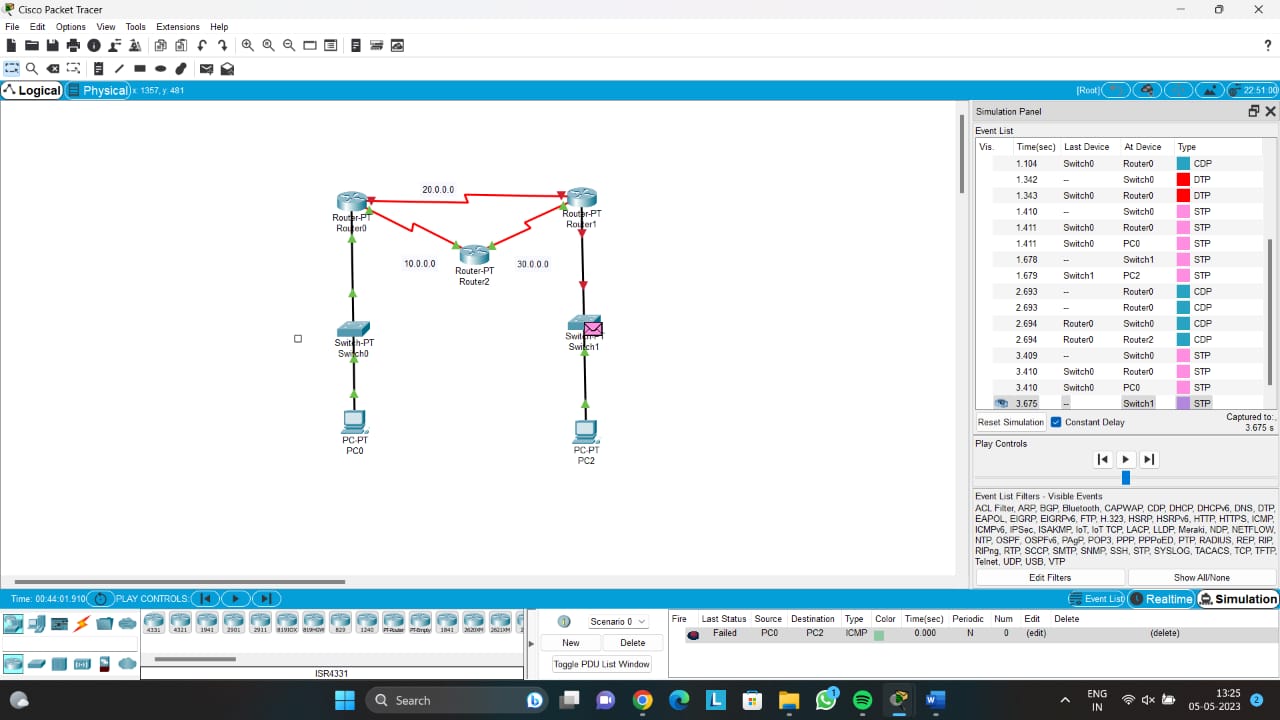 Cisco Packet Tracer
File Edit Options View Tools Extensions Help
?
Logical Physical x: 1357, y: 481 [Root] 22:51:00
20.0.0.0
Router-PT
Router0
Router-PT
Router1
10.0.0.0
30.0.0.0
Router-PT
Router2
Switch-PT
Switch0
Switch-PT
Switch1
PC-PT
PC0
PC-PT
PC2
Simulation Panel
Event List
Vis. Time(sec) Last Device At Device Type
1.104 Switch0 Router0 CDP
1.342 -- Switch0 DTP
1.343 Switch0 Router0 DTP
1.410 -- Switch0 STP
1.411 Switch0 Router0 STP
1.411 Switch0 PC0 STP
1.678 -- Switch1 STP
1.679 Switch1 PC2 STP
2.693 -- Router0 CDP
2.693 -- Router0 CDP
2.694 Router0 Switch0 CDP
2.694 Router0 Router2 CDP
3.409 -- Switch0 STP
3.410 Switch0 Router0 STP
3.410 Switch0 PC0 STP
3.675 -- Switch1 STP
Reset Simulation Constant Delay Captured to:
3.675 s
Play Controls
Event List Filters - Visible Events
ACL Filter, ARP, BGP, Bluetooth, CAPWAP, CDP, DHCP, DHCPv6, DNS, DTP,
EAPOL, EIGRP, EIGRPv6, FTP, H.323, HSRP, HSRPv6, HTTP, HTTPS, ICMP,
ICMPv6, IPSec, ISAKMP, IoT, IoT TCP, LACP, LLDP, Meraki, NDP, NETFLOW,
NTP, OSPF, OSPFv6, PAgP, POP3, PPP, PPPoED, PTP, RADIUS, REP, RIP,
RIPng, RTP, SCCP, SMTP, SNMP, SSH, STP, SYSLOG, TACACS, TCP, TFTP,
Telnet, UDP, USB, VTP
Edit Filters Show All/None
Time: 00:44:01.910 PLAY CONTROLS: Event List Realtime Simulation
4331 4321 1941 2901 2911 819IOX 819HGW 829 1240 PT-Router PT-Empty 1841 2620XM 2621XM 2
ISR4331
Scenario 0
New Delete
Toggle PDU List Window
Fire Last Status Source Destination Type Color Time(sec) Periodic Num Edit Delete
Failed PC0 PC2 ICMP 0.000 N 0 (edit) (delete)
Search
1
ENG
IN
13:25
05-05-2023
2